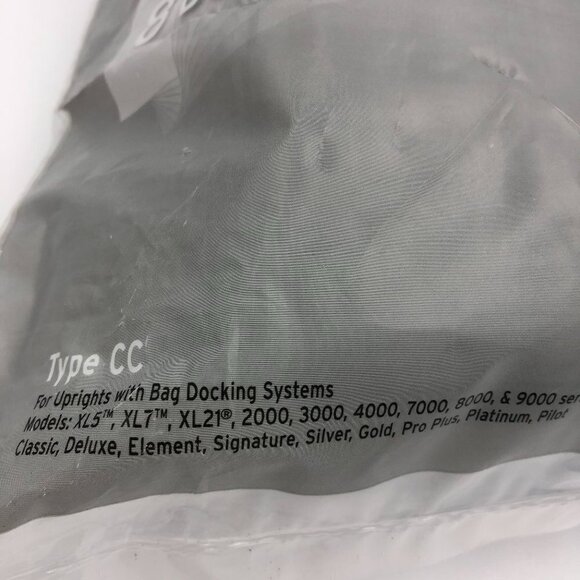 Type CC
For Uprights with Bag Docking Systems
Models: XL5™, XL7™, XL21®, 2000, 3000, 4000, 7000, 8000, & 9000 ser
Classic, Deluxe, Element, Signature, Silver, Gold, Pro Plus, Platinum, Pilot